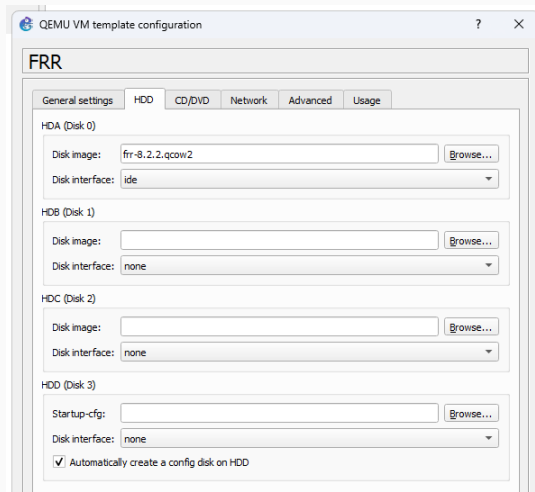 QEMU VM template configuration ? ×
FRR
General settings HDD CD/DVD Network Advanced Usage
HDA (Disk 0)
Disk image: frr-8.2.2.qcow2 Browse...
Disk interface: ide
HDB (Disk 1)
Disk image: Browse...
Disk interface: none
HDC (Disk 2)
Disk image: Browse...
Disk interface: none
HDD (Disk 3)
Startup-cfg: Browse...
Disk interface: none
Automatically create a config disk on HDD